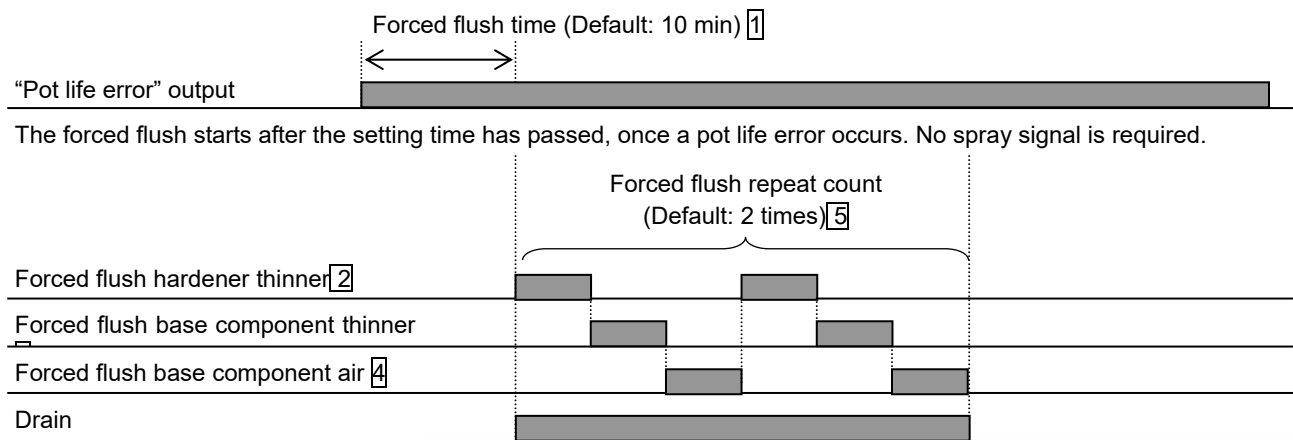 Forced flush time (Default: 10 min) 1
“Pot life error” output
The forced flush starts after the setting time has passed, once a pot life error occurs. No spray signal is required.
Forced flush repeat count
(Default: 2 times) 5
Forced flush hardener thinner 2
Forced flush base component thinner
Forced flush base component air 4
Drain